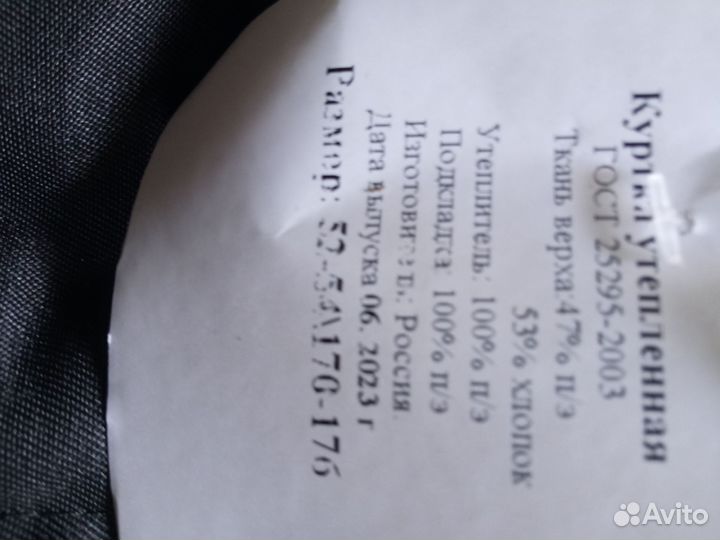 Куртка утепленная
ГОСТ 25295-2003
Ткань верха:47% п/э
53% хлопок
Утеплитель: 100% п/э
Подкладка: 100% п/э
Изготовитель: Россия
Дата выпуска 06. 2023 г
Размер: 52-54\170-176
Avito